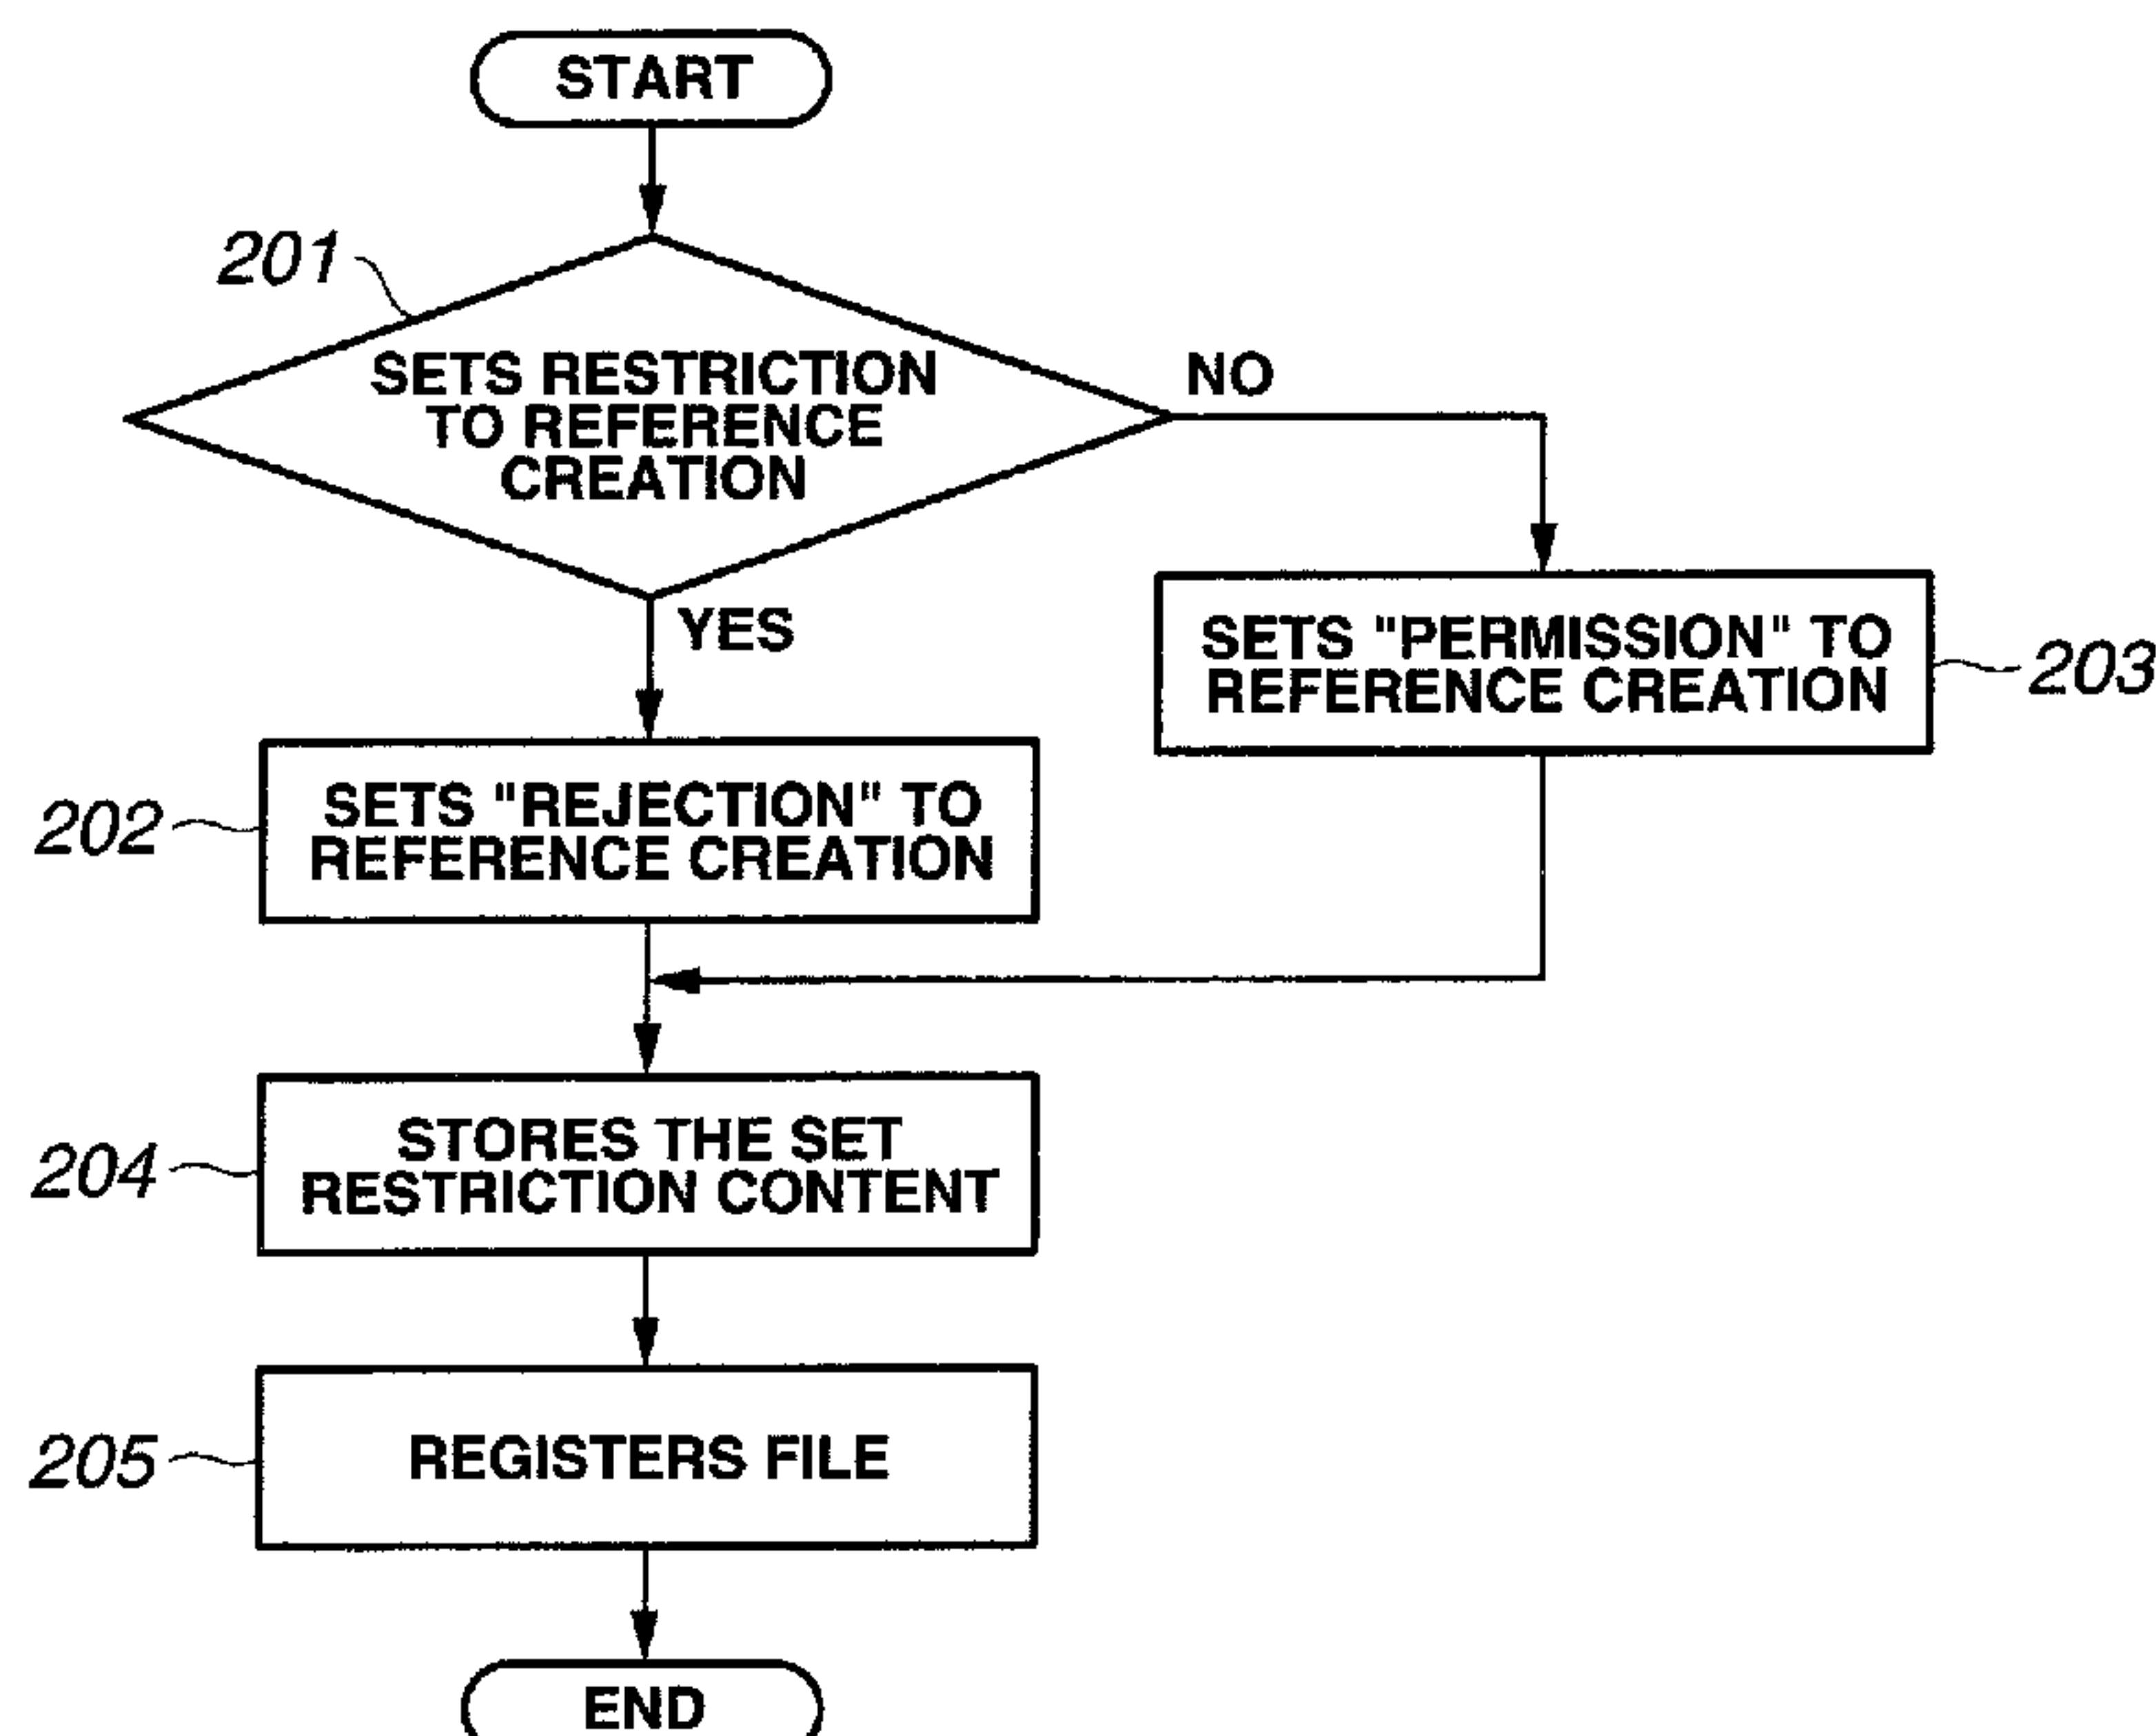 START
201
SETS RESTRICTION
TO REFERENCE
CREATION
NO
YES
SETS "PERMISSION" TO
REFERENCE CREATION
203
202
SETS "REJECTION" TO
REFERENCE CREATION
204
STORES THE SET
RESTRICTION CONTENT
205
REGISTERS FILE
END